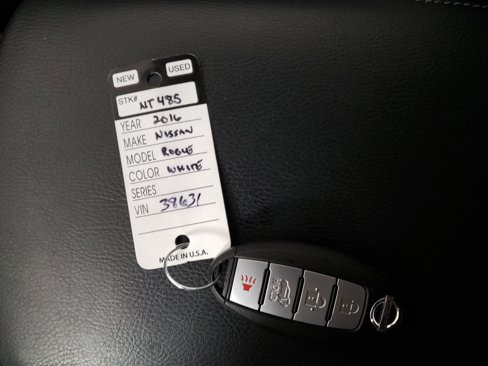 NEW USED
STK# NT485
YEAR 2016
MAKE NISSAN
MODEL ROGUE
COLOR WHITE
SERIES
VIN 39631
MADE IN U.S.A.